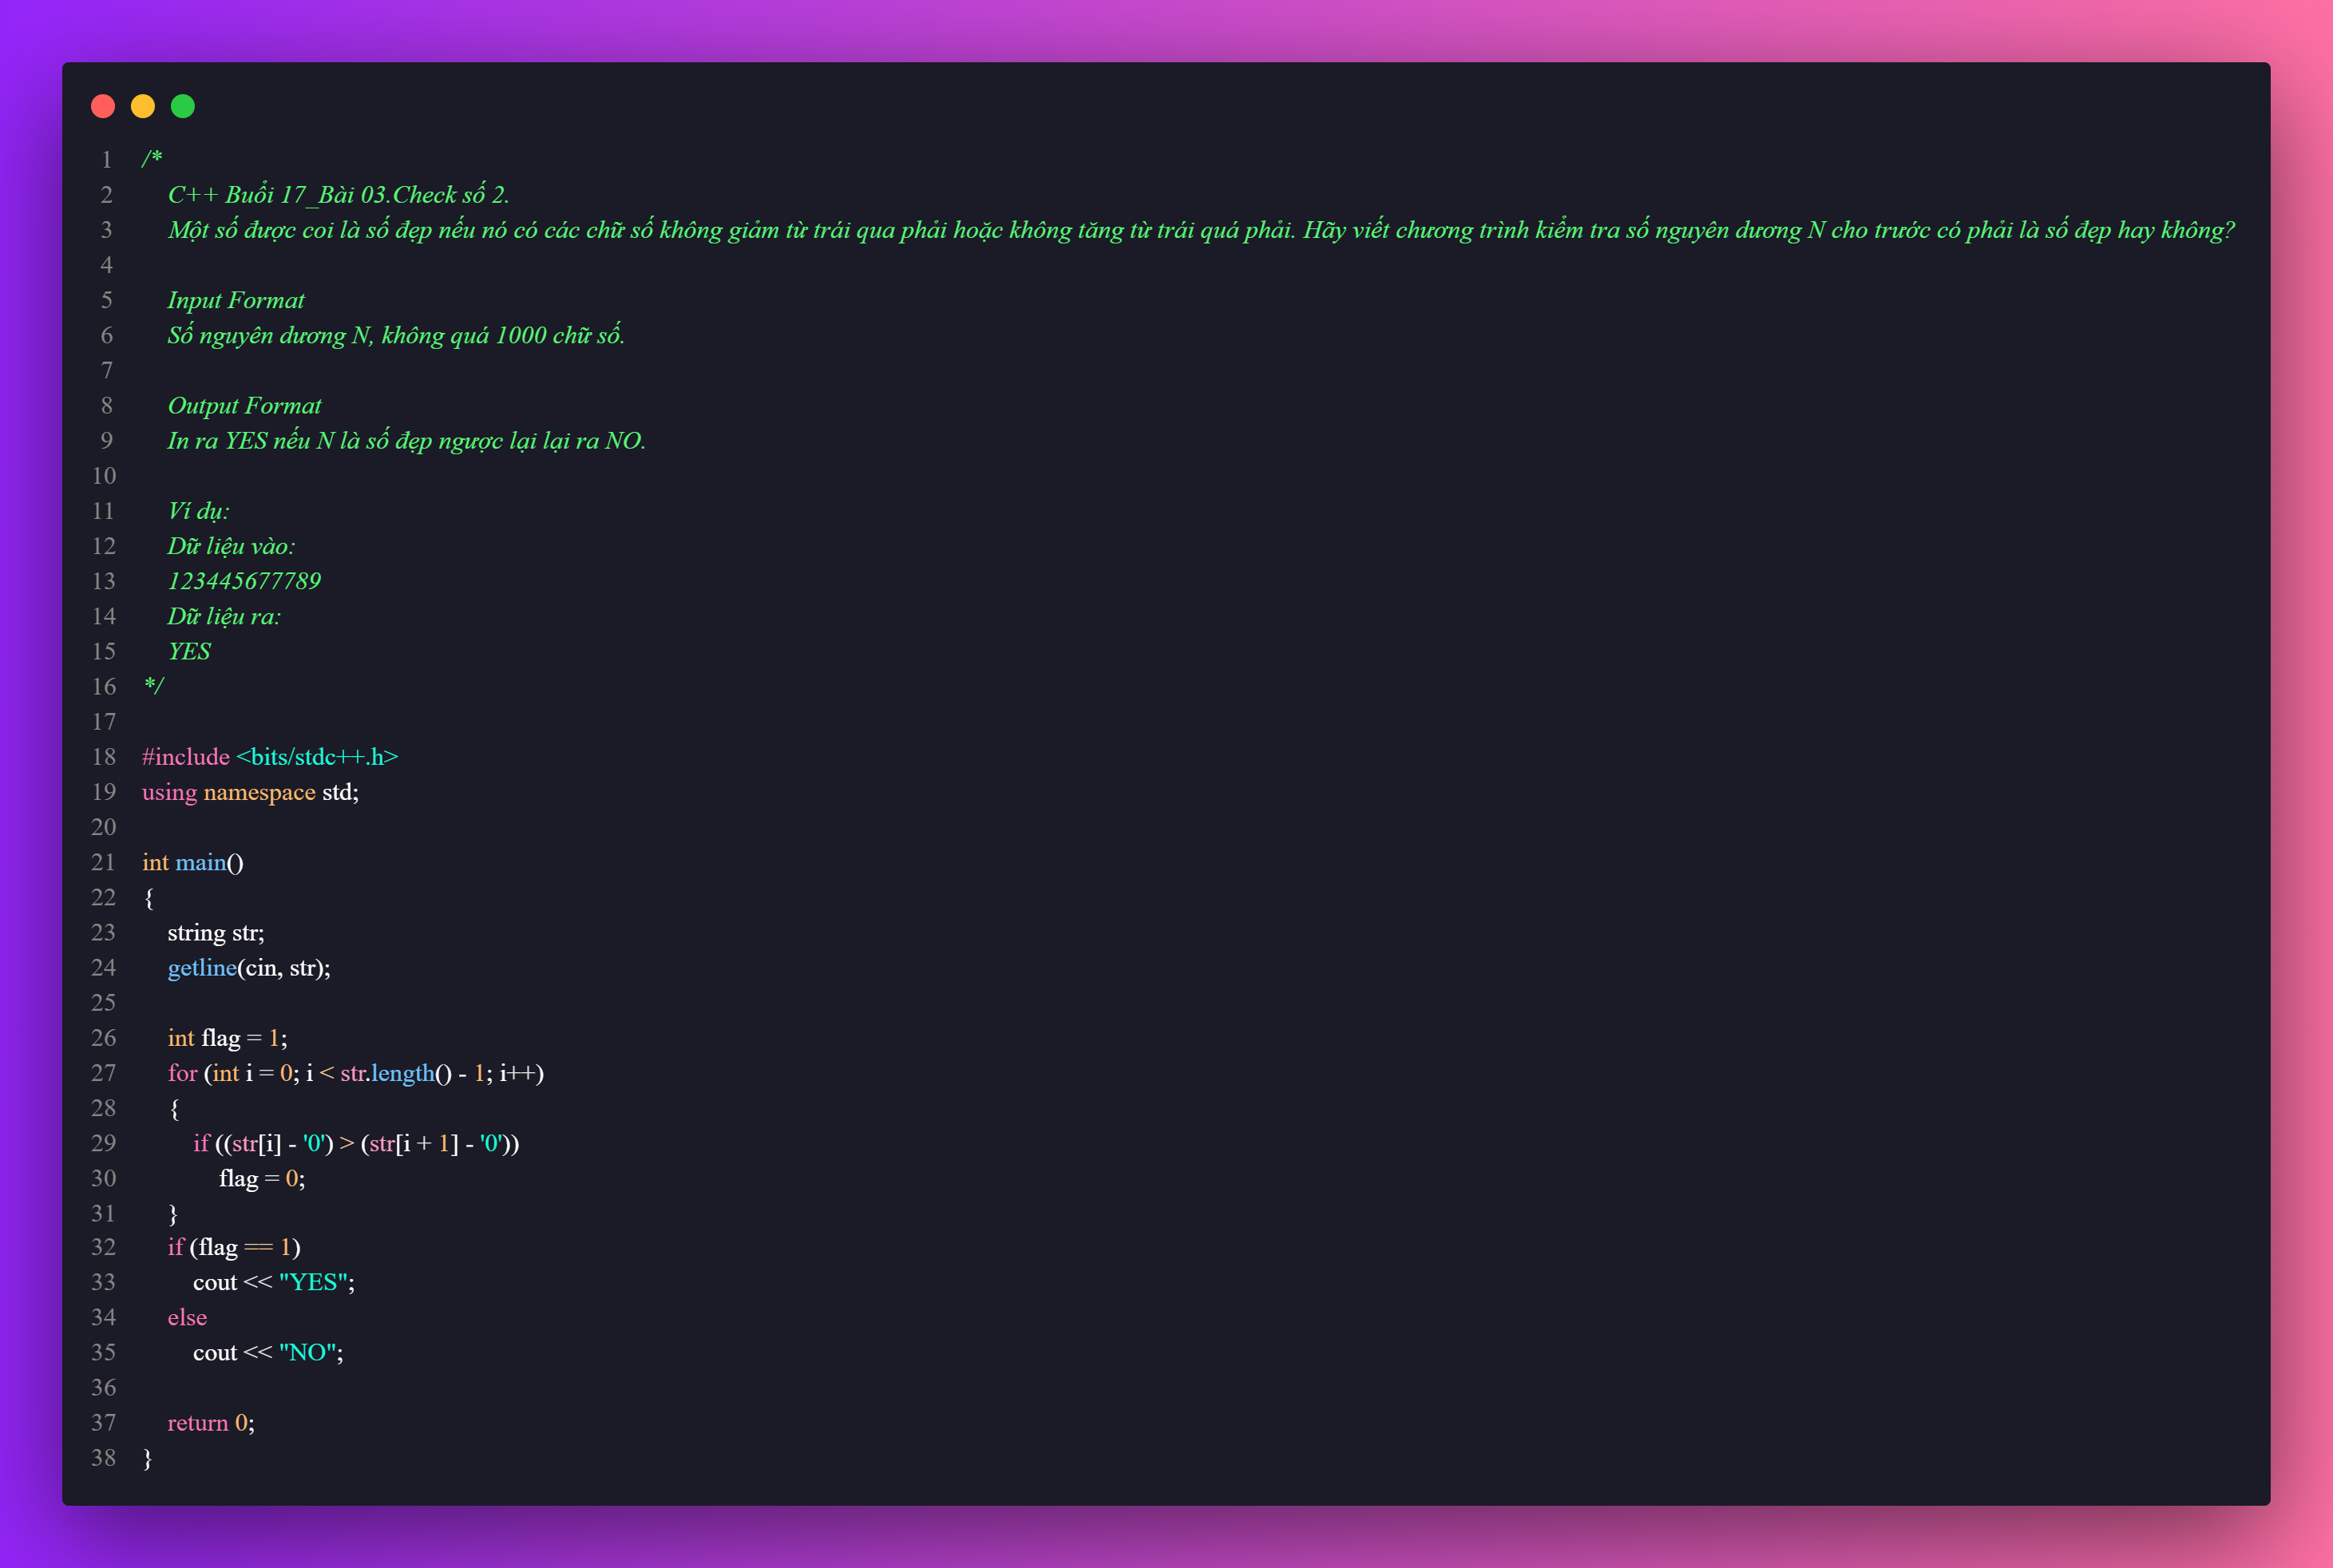 1 /*
2 C++ Buổi 17_Bài 03.Check số 2.
3 Một số được coi là số đẹp nếu nó có các chữ số không giảm từ trái qua phải hoặc không tăng từ trái quá phải. Hãy viết chương trình kiểm tra số nguyên dương N cho trước có phải là số đẹp hay không?
4
5 Input Format
6 Số nguyên dương N, không quá 1000 chữ số.
7
8 Output Format
9 In ra YES nếu N là số đẹp ngược lại lại ra NO.
10
11 Ví dụ:
12 Dữ liệu vào:
13 123445677789
14 Dữ liệu ra:
15 YES
16 */
17
18 #include <bits/stdc++.h>
19 using namespace std;
20
21 int main()
22 {
23 string str;
24 getline(cin, str);
25
26 int flag = 1;
27 for (int i = 0; i < str.length() - 1; i++)
28 {
29 if ((str[i] - '0') > (str[i + 1] - '0'))
30 flag = 0;
31 }
32 if (flag == 1)
33 cout << "YES";
34 else
35 cout << "NO";
36
37 return 0;
38 }